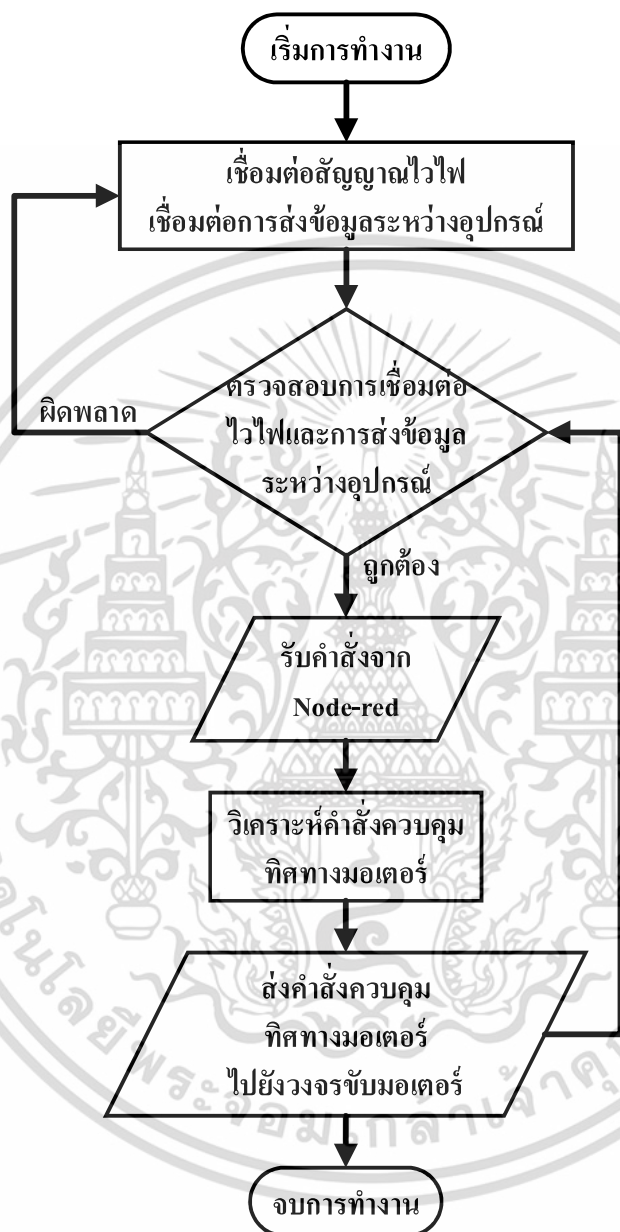 เริ่มการทำงาน
เชื่อมต่อสัญญาณไวไฟ
เชื่อมต่อการส่งข้อมูลระหว่างอุปกรณ์
ตรวจสอบการเชื่อมต่อ
ไวไฟและการส่งข้อมูล
ระหว่างอุปกรณ์
ผิดพลาด
ถูกต้อง
รับคำสั่งจาก
Node-red
วิเคราะห์คำสั่งควบคุม
ทิศทางมอเตอร์
ส่งคำสั่งควบคุม
ทิศทางมอเตอร์
ไปยังวงจรขับมอเตอร์
จบการทำงาน